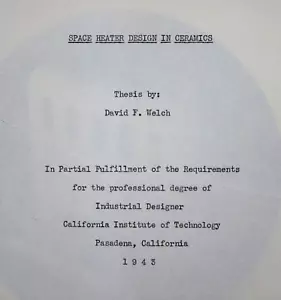 SPACE HEATER DESIGN IN CERAMICS
Thesis by:
David F. Welch
In Partial Fulfillment of the Requirements
for the professional degree of
Industrial Designer
California Institute of Technology
Pasadena, California
1 9 4 3